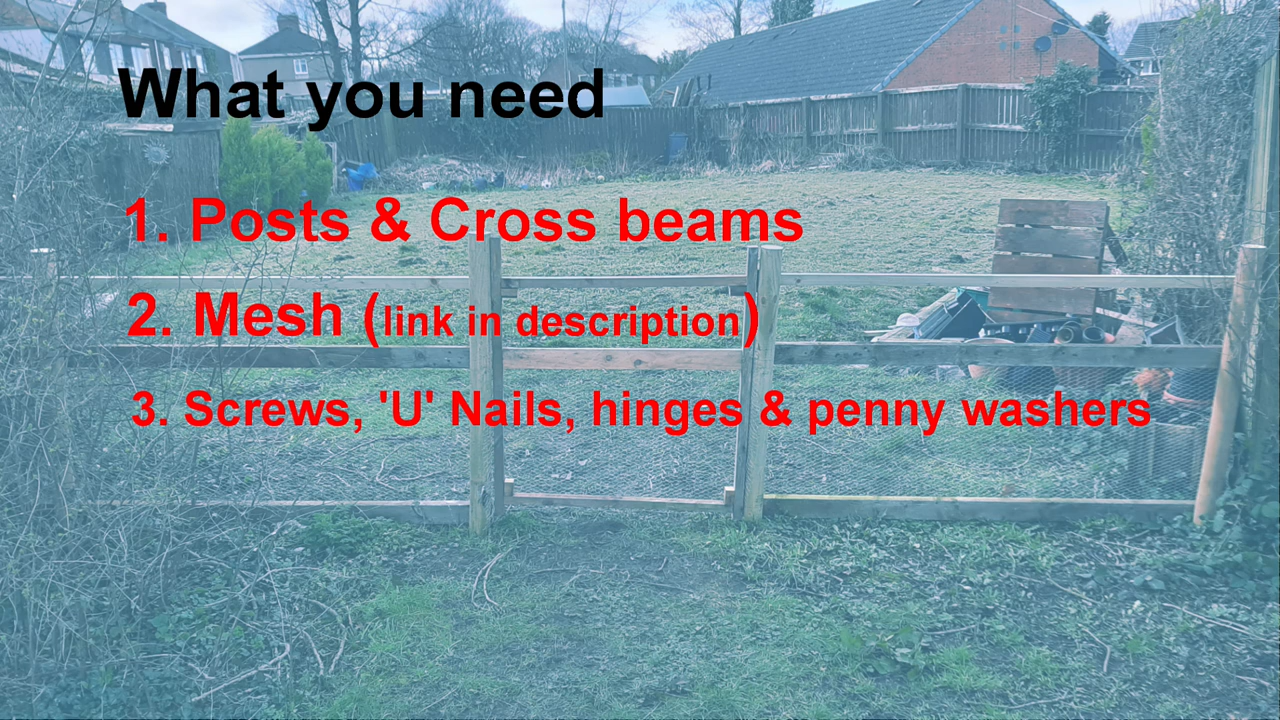 What you need
1. Posts & Cross beams
2. Mesh (link in description)
3. Screws, 'U' Nails, hinges & penny washers